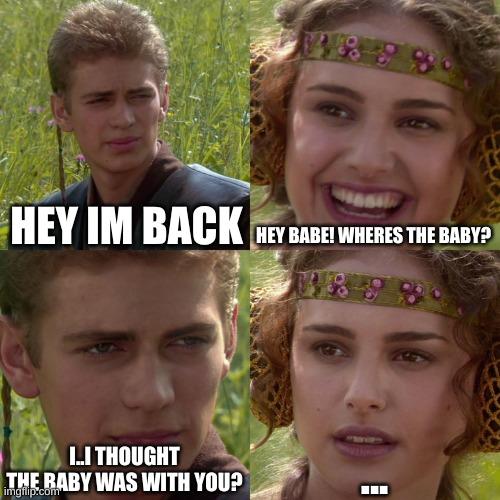 HEY IM BACK
HEY BABE! WHERES THE BABY?
I..I THOUGHT
THE BABY WAS WITH YOU?
...
imgflip.com